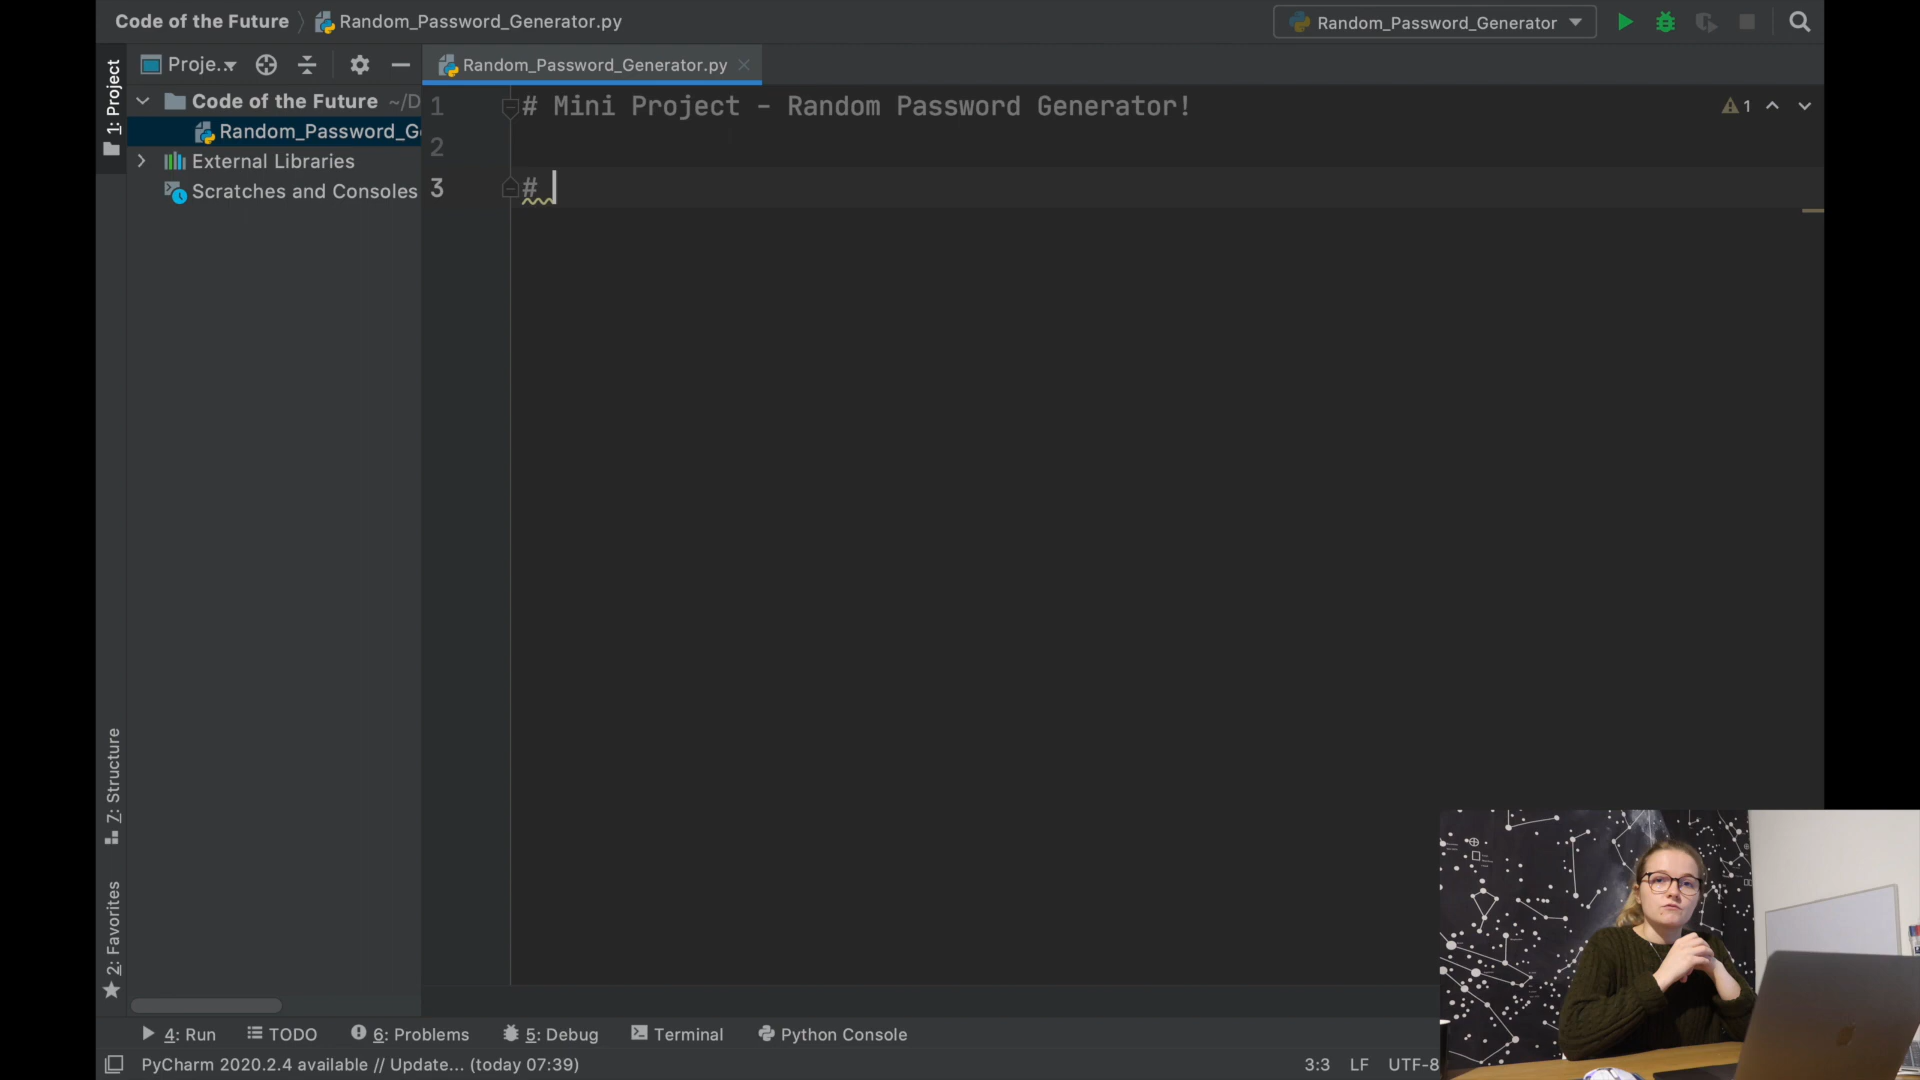 Code of the Future
Random_Password_Generator.py
Random_Password_Generator
1: Project
Proje..
Random_Password_Generator.py
Code of the Future ~/D
Random_Password_G
External Libraries
Scratches and Consoles
1 # Mini Project - Random Password Generator!
1
2
3 #
7: Structure
2: Favorites
4: Run
TODO
6: Problems
5: Debug
Terminal
Python Console
PyCharm 2020.2.4 available // Update... (today 07:39)
3:3
LF
UTF-8